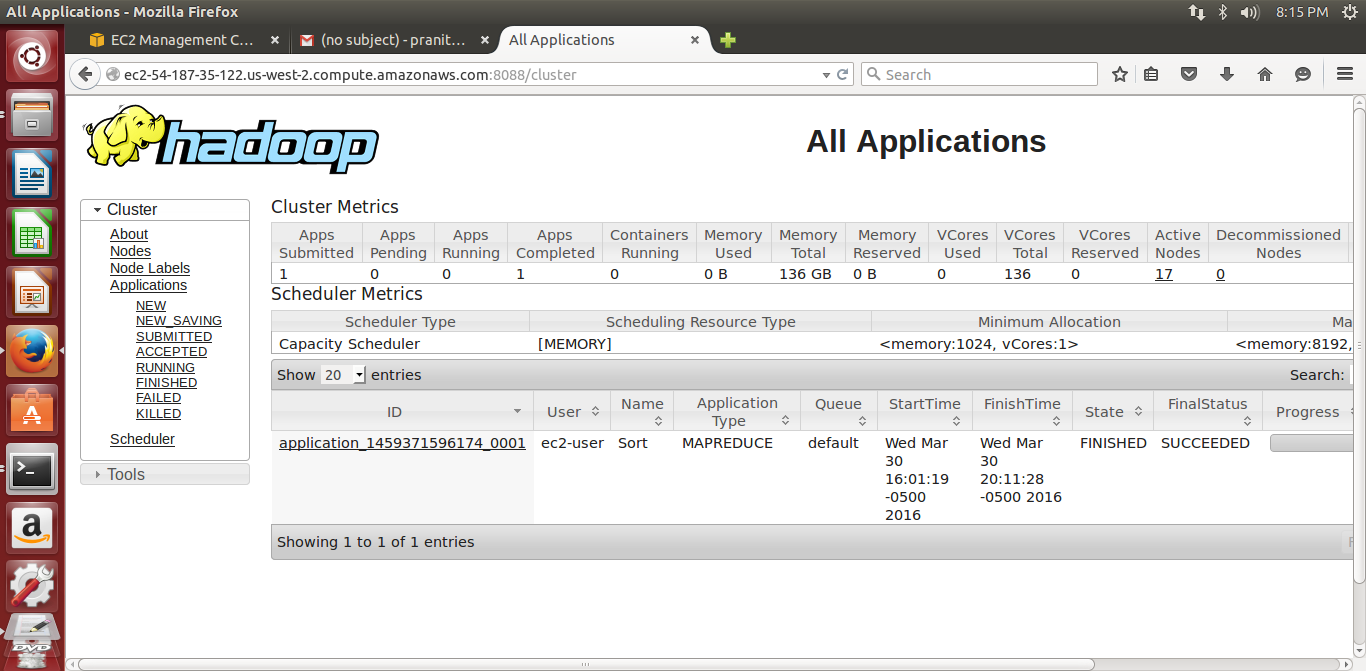 All Applications - Mozilla Firefox
8:15 PM
EC2 Management C...
(no subject) - pranit...
All Applications
ec2-54-187-35-122.us-west-2.compute.amazonaws.com:8088/cluster
Search
hadoop
All Applications
Cluster
About
Nodes
Node Labels
Applications
NEW
NEW_SAVING
SUBMITTED
ACCEPTED
RUNNING
FINISHED
FAILED
KILLED
Scheduler
Tools
Cluster Metrics
Apps Submitted Apps Pending Apps Running Apps Completed Containers Running Memory Used Memory Total Memory Reserved VCores Used VCores Total VCores Reserved Active Nodes Decommissioned Nodes
1 0 0 1 0 0 B 136 GB 0 B 0 136 0 17 0
Scheduler Metrics
Scheduler Type Scheduling Resource Type Minimum Allocation Ma
Capacity Scheduler [MEMORY] <memory:1024, vCores:1> <memory:8192,
Show 20 entries Search:
ID User Name Application Type Queue StartTime FinishTime State FinalStatus Progress
application_1459371596174_0001 ec2-user Sort MAPREDUCE default Wed Mar 30 16:01:19 -0500 2016 Wed Mar 30 20:11:28 -0500 2016 FINISHED SUCCEEDED
Showing 1 to 1 of 1 entries